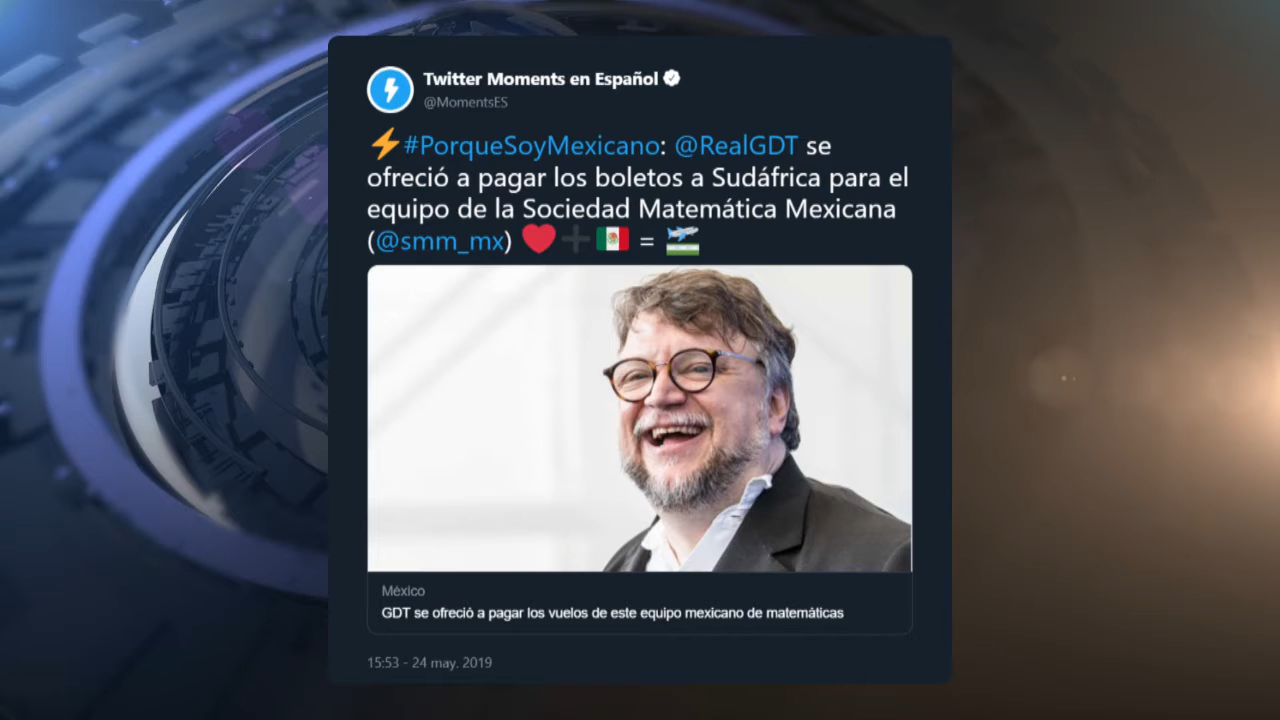 Twitter Moments en Español
@MomentsES
⚡#PorqueSoyMexicano: @RealGDT se
ofreció a pagar los boletos a Sudáfrica para el
equipo de la Sociedad Matemática Mexicana
(@smm_mx) ❤️➕🇲🇽 = 🛫
México
GDT se ofreció a pagar los vuelos de este equipo mexicano de matemáticas
15:53 - 24 may. 2019